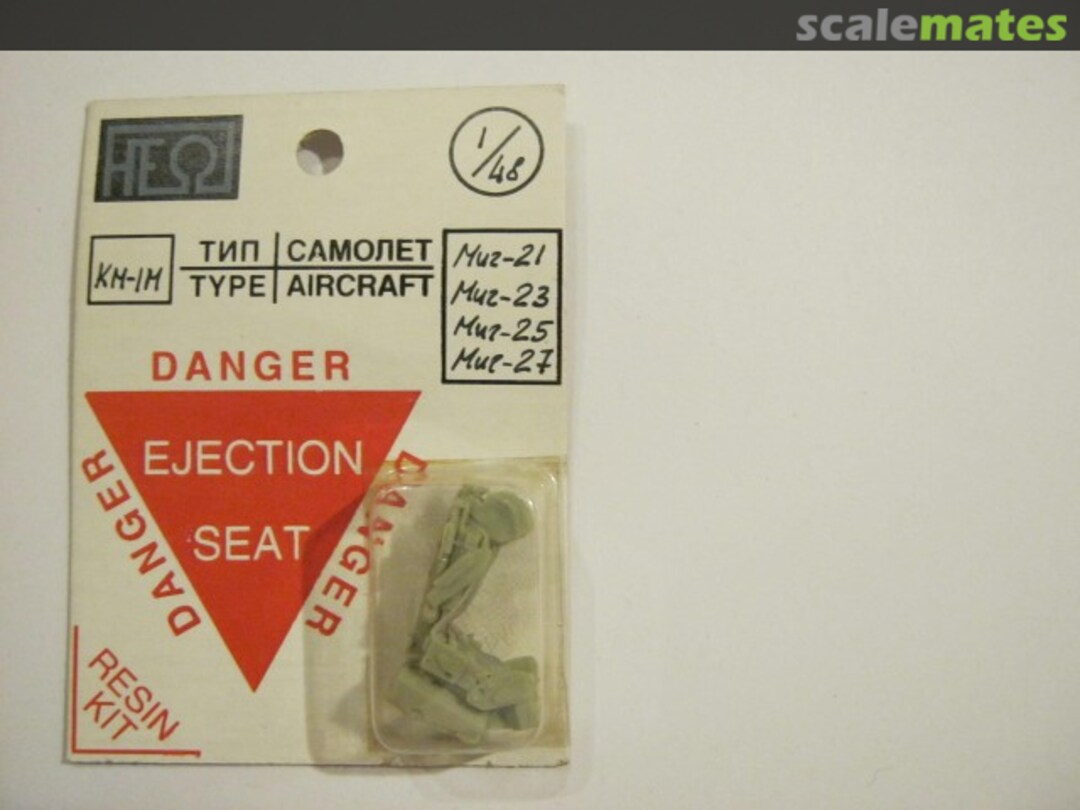 scalemates
НЕО
1/48
КМ-1М
ТИП САМОЛЕТ
TYPE AIRCRAFT
Миг-21
Миг-23
Миг-25
Миг-27
DANGER
EJECTION
SEAT
DANGER
DANGER
RESIN
KIT